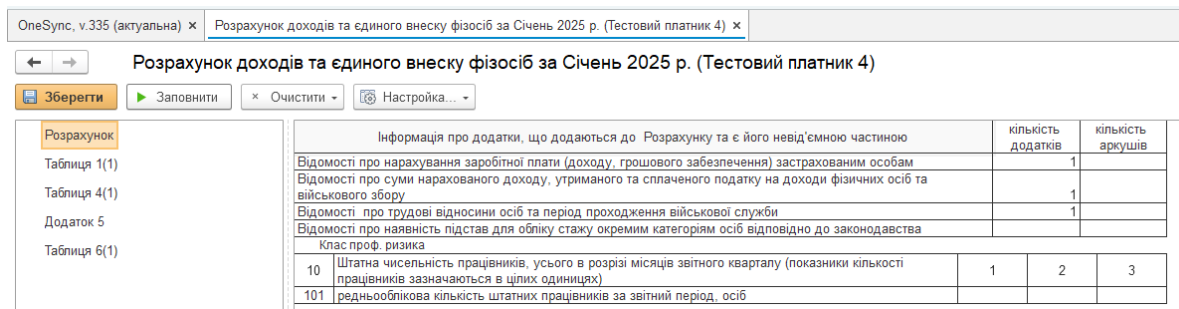 OneSync, v.335 (актуальна) × Розрахунок доходів та єдиного внеску фізосіб за Січень 2025 р. (Тестовий платник 4) ×
Розрахунок доходів та єдиного внеску фізосіб за Січень 2025 р. (Тестовий платник 4)
Зберегти Заповнити × Очистити Настройка...
Розрахунок
Таблиця 1(1)
Таблиця 4(1)
Додаток 5
Таблиця 6(1)
Інформація про додатки, що додаються до Розрахунку та є його невід'ємною частиною
кількість додатків
кількість аркушів
Відомості про нарахування заробітної плати (доходу, грошового забезпечення) застрахованим особам 1
Відомості про суми нарахованого доходу, утриманого та сплаченого податку на доходи фізичних осіб та
військового збору 1
Відомості про трудові відносини осіб та період проходження військової служби 1
Відомості про наявність підстав для обліку стажу окремим категоріям осіб відповідно до законодавства
Клас проф. ризика
10 Штатна чисельність працівників, усього в розрізі місяців звітного кварталу (показники кількості
працівників зазначаються в цілих одиницях) 1 2 3
101 редньооблікова кількість штатних працівників за звітний період, осіб